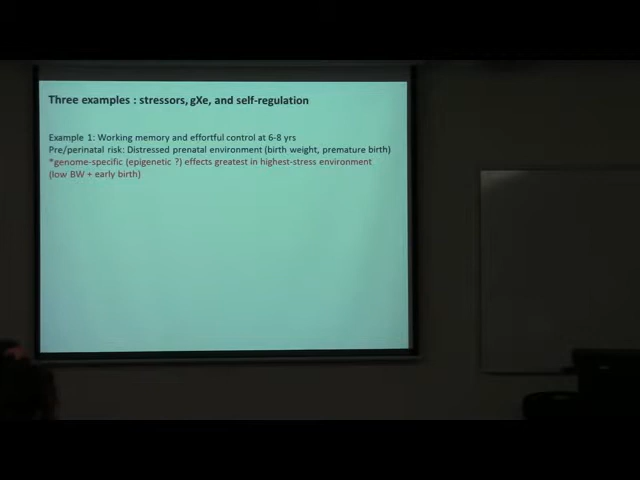 Three examples : stressors, gXe, and self-regulation
Example 1: Working memory and effortful control at 6-8 yrs
Pre/perinatal risk: Distressed prenatal environment (birth weight, premature birth)
*genome-specific (epigenetic ?) effects greatest in highest-stress environment
(low BW + early birth)